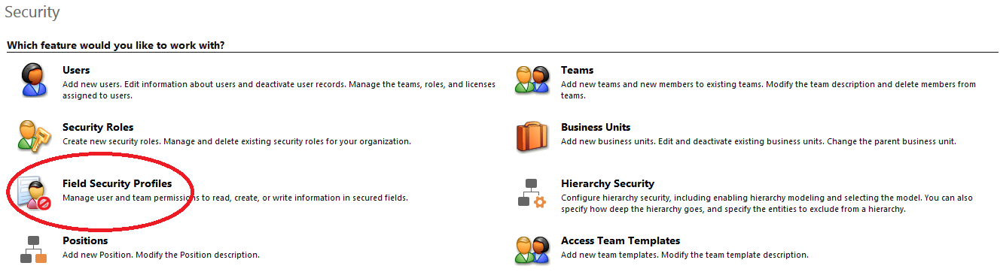 Security
Which feature would you like to work with?
Users
Add new users. Edit information about users and deactivate user records. Manage the teams, roles, and licenses
assigned to users.
Teams
Add new teams and new members to existing teams. Modify the team description and delete members from
teams.
Security Roles
Create new security roles. Manage and delete existing security roles for your organization.
Business Units
Add new business units. Edit and deactivate existing business units. Change the parent business unit.
Field Security Profiles
Manage user and team permissions to read, create, or write information in secured fields.
Hierarchy Security
Configure hierarchy security, including enabling hierarchy modeling and selecting the model. You can also
specify how deep the hierarchy goes, and specify the entities to exclude from a hierarchy.
Positions
Add new Position. Modify the Position description.
Access Team Templates
Add new team templates. Modify the team template description.